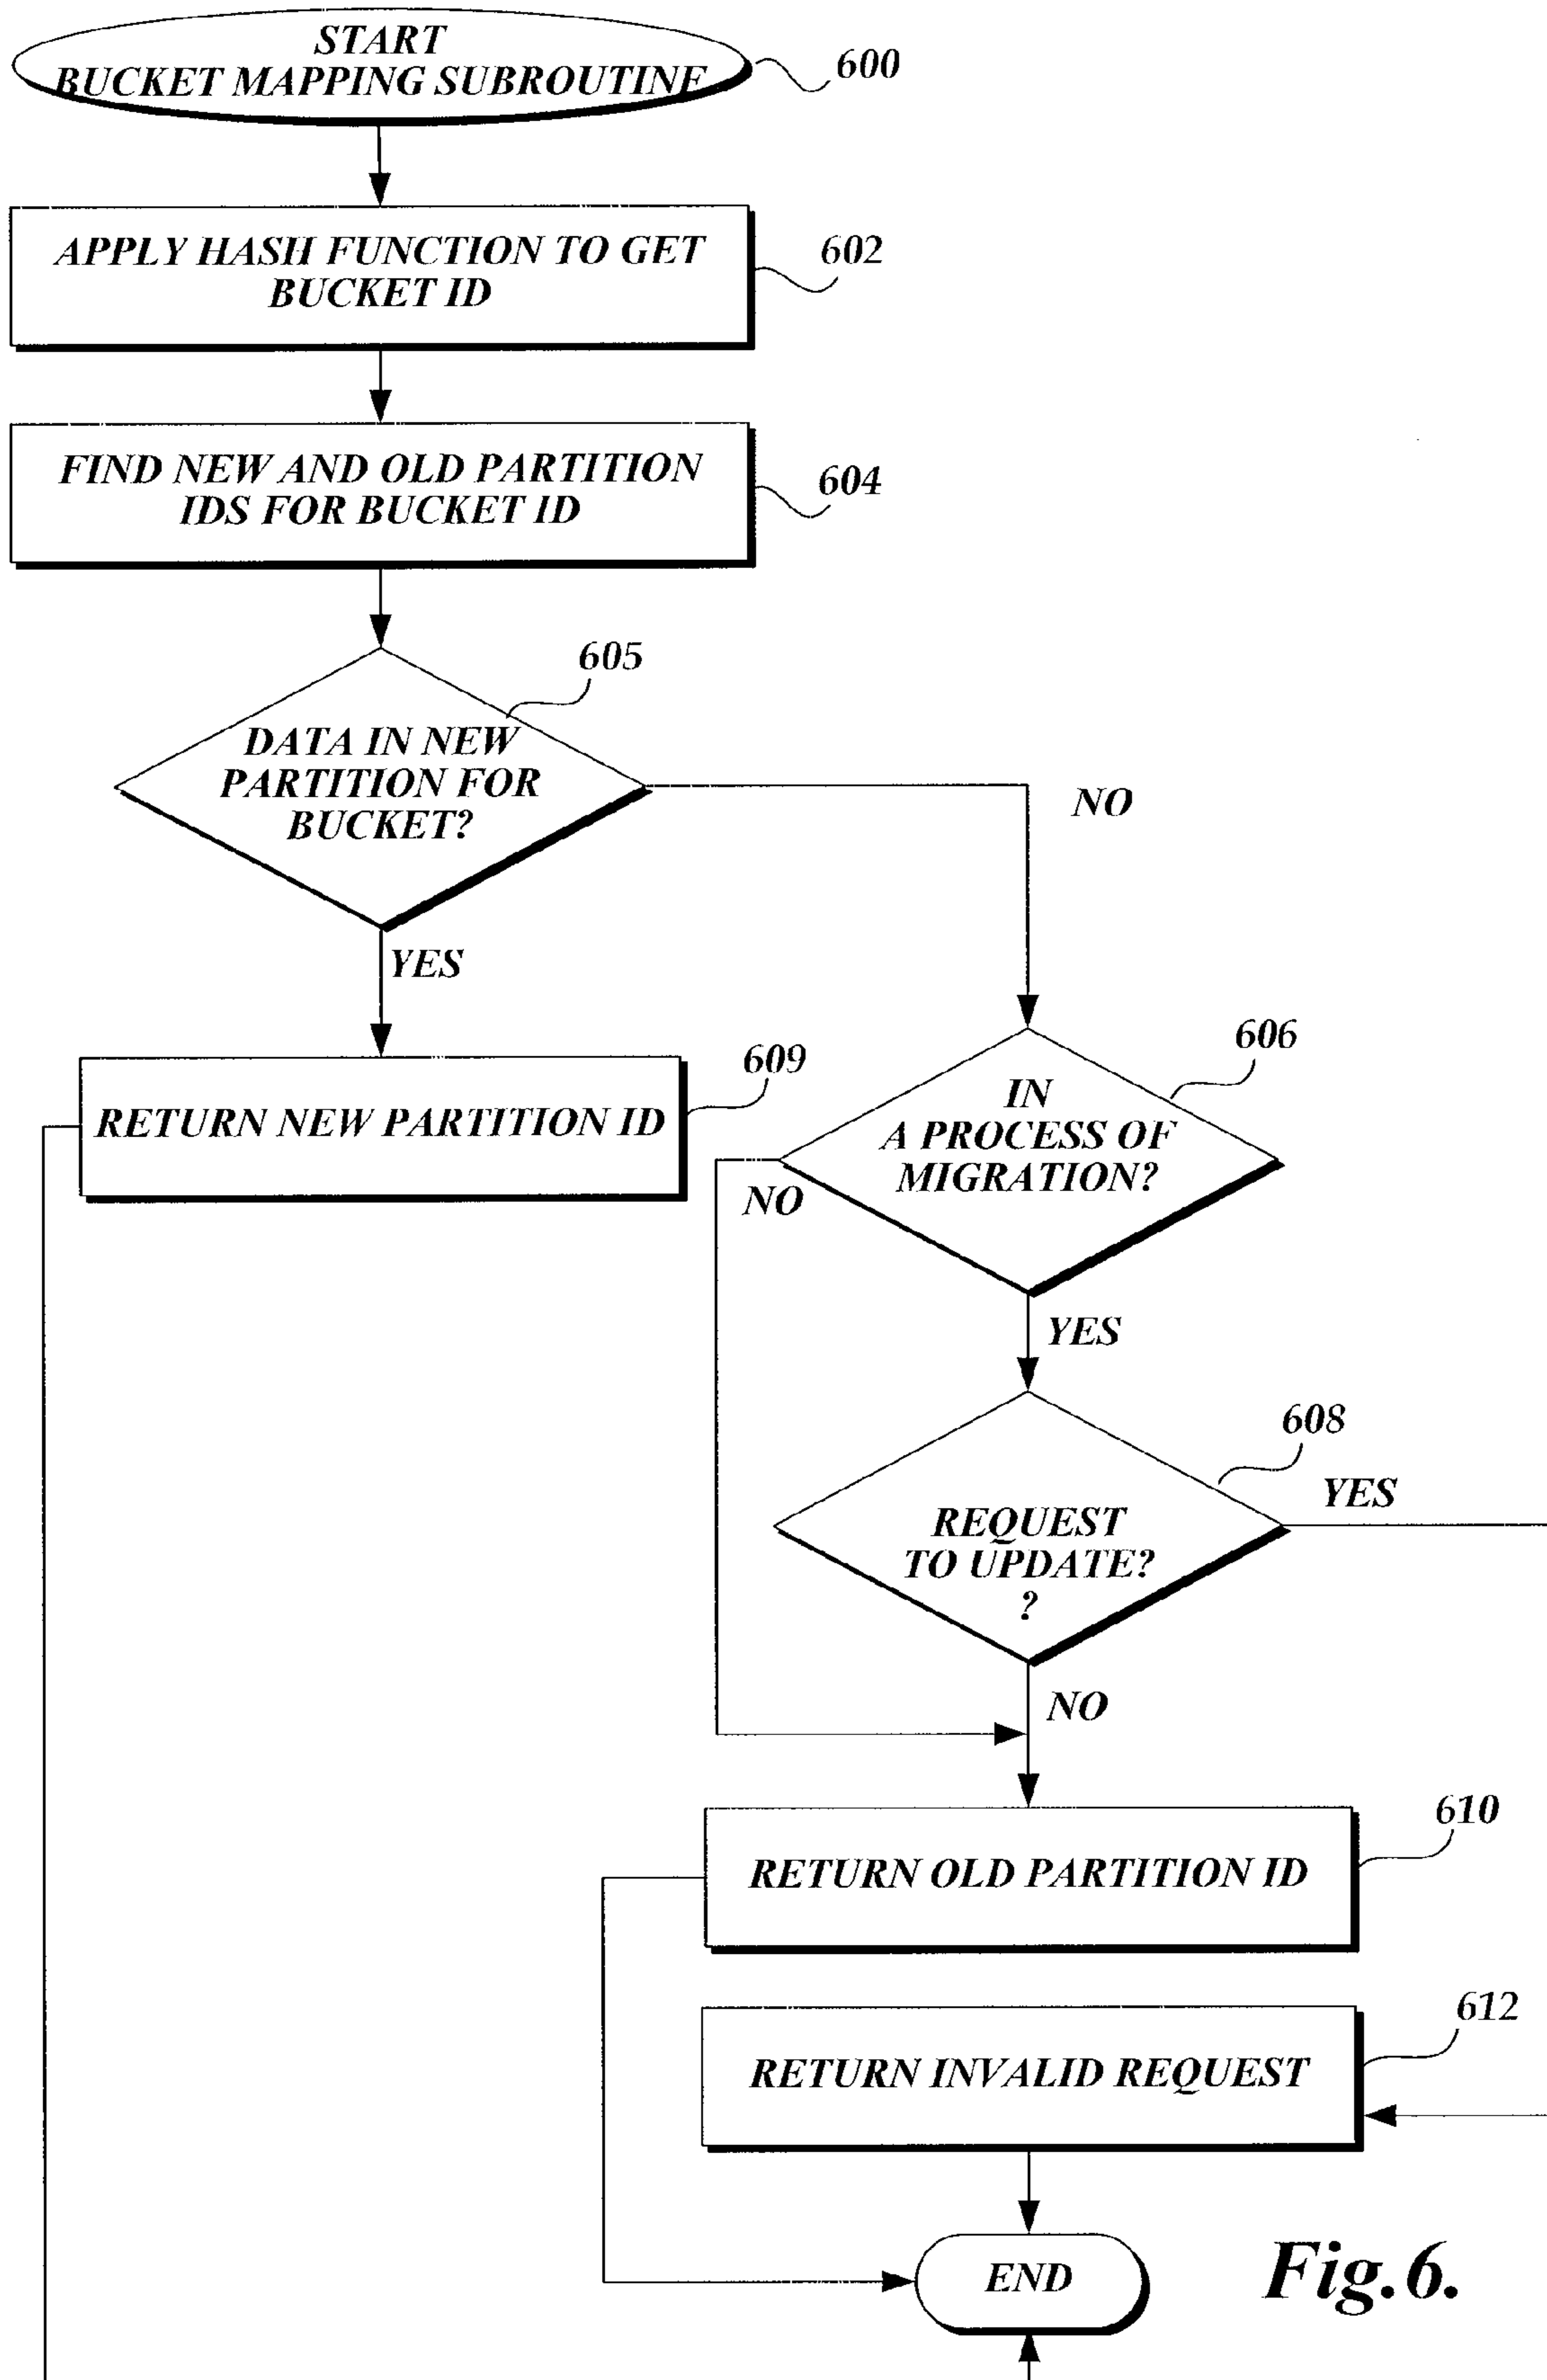 START
BUCKET MAPPING SUBROUTINE
600
APPLY HASH FUNCTION TO GET
BUCKET ID
602
FIND NEW AND OLD PARTITION
IDS FOR BUCKET ID
604
605
DATA IN NEW
PARTITION FOR
BUCKET?
NO
YES
609
RETURN NEW PARTITION ID
606
IN
A PROCESS OF
MIGRATION?
NO
YES
608
YES
REQUEST
TO UPDATE?
?
NO
610
RETURN OLD PARTITION ID
612
RETURN INVALID REQUEST
END
Fig.6.